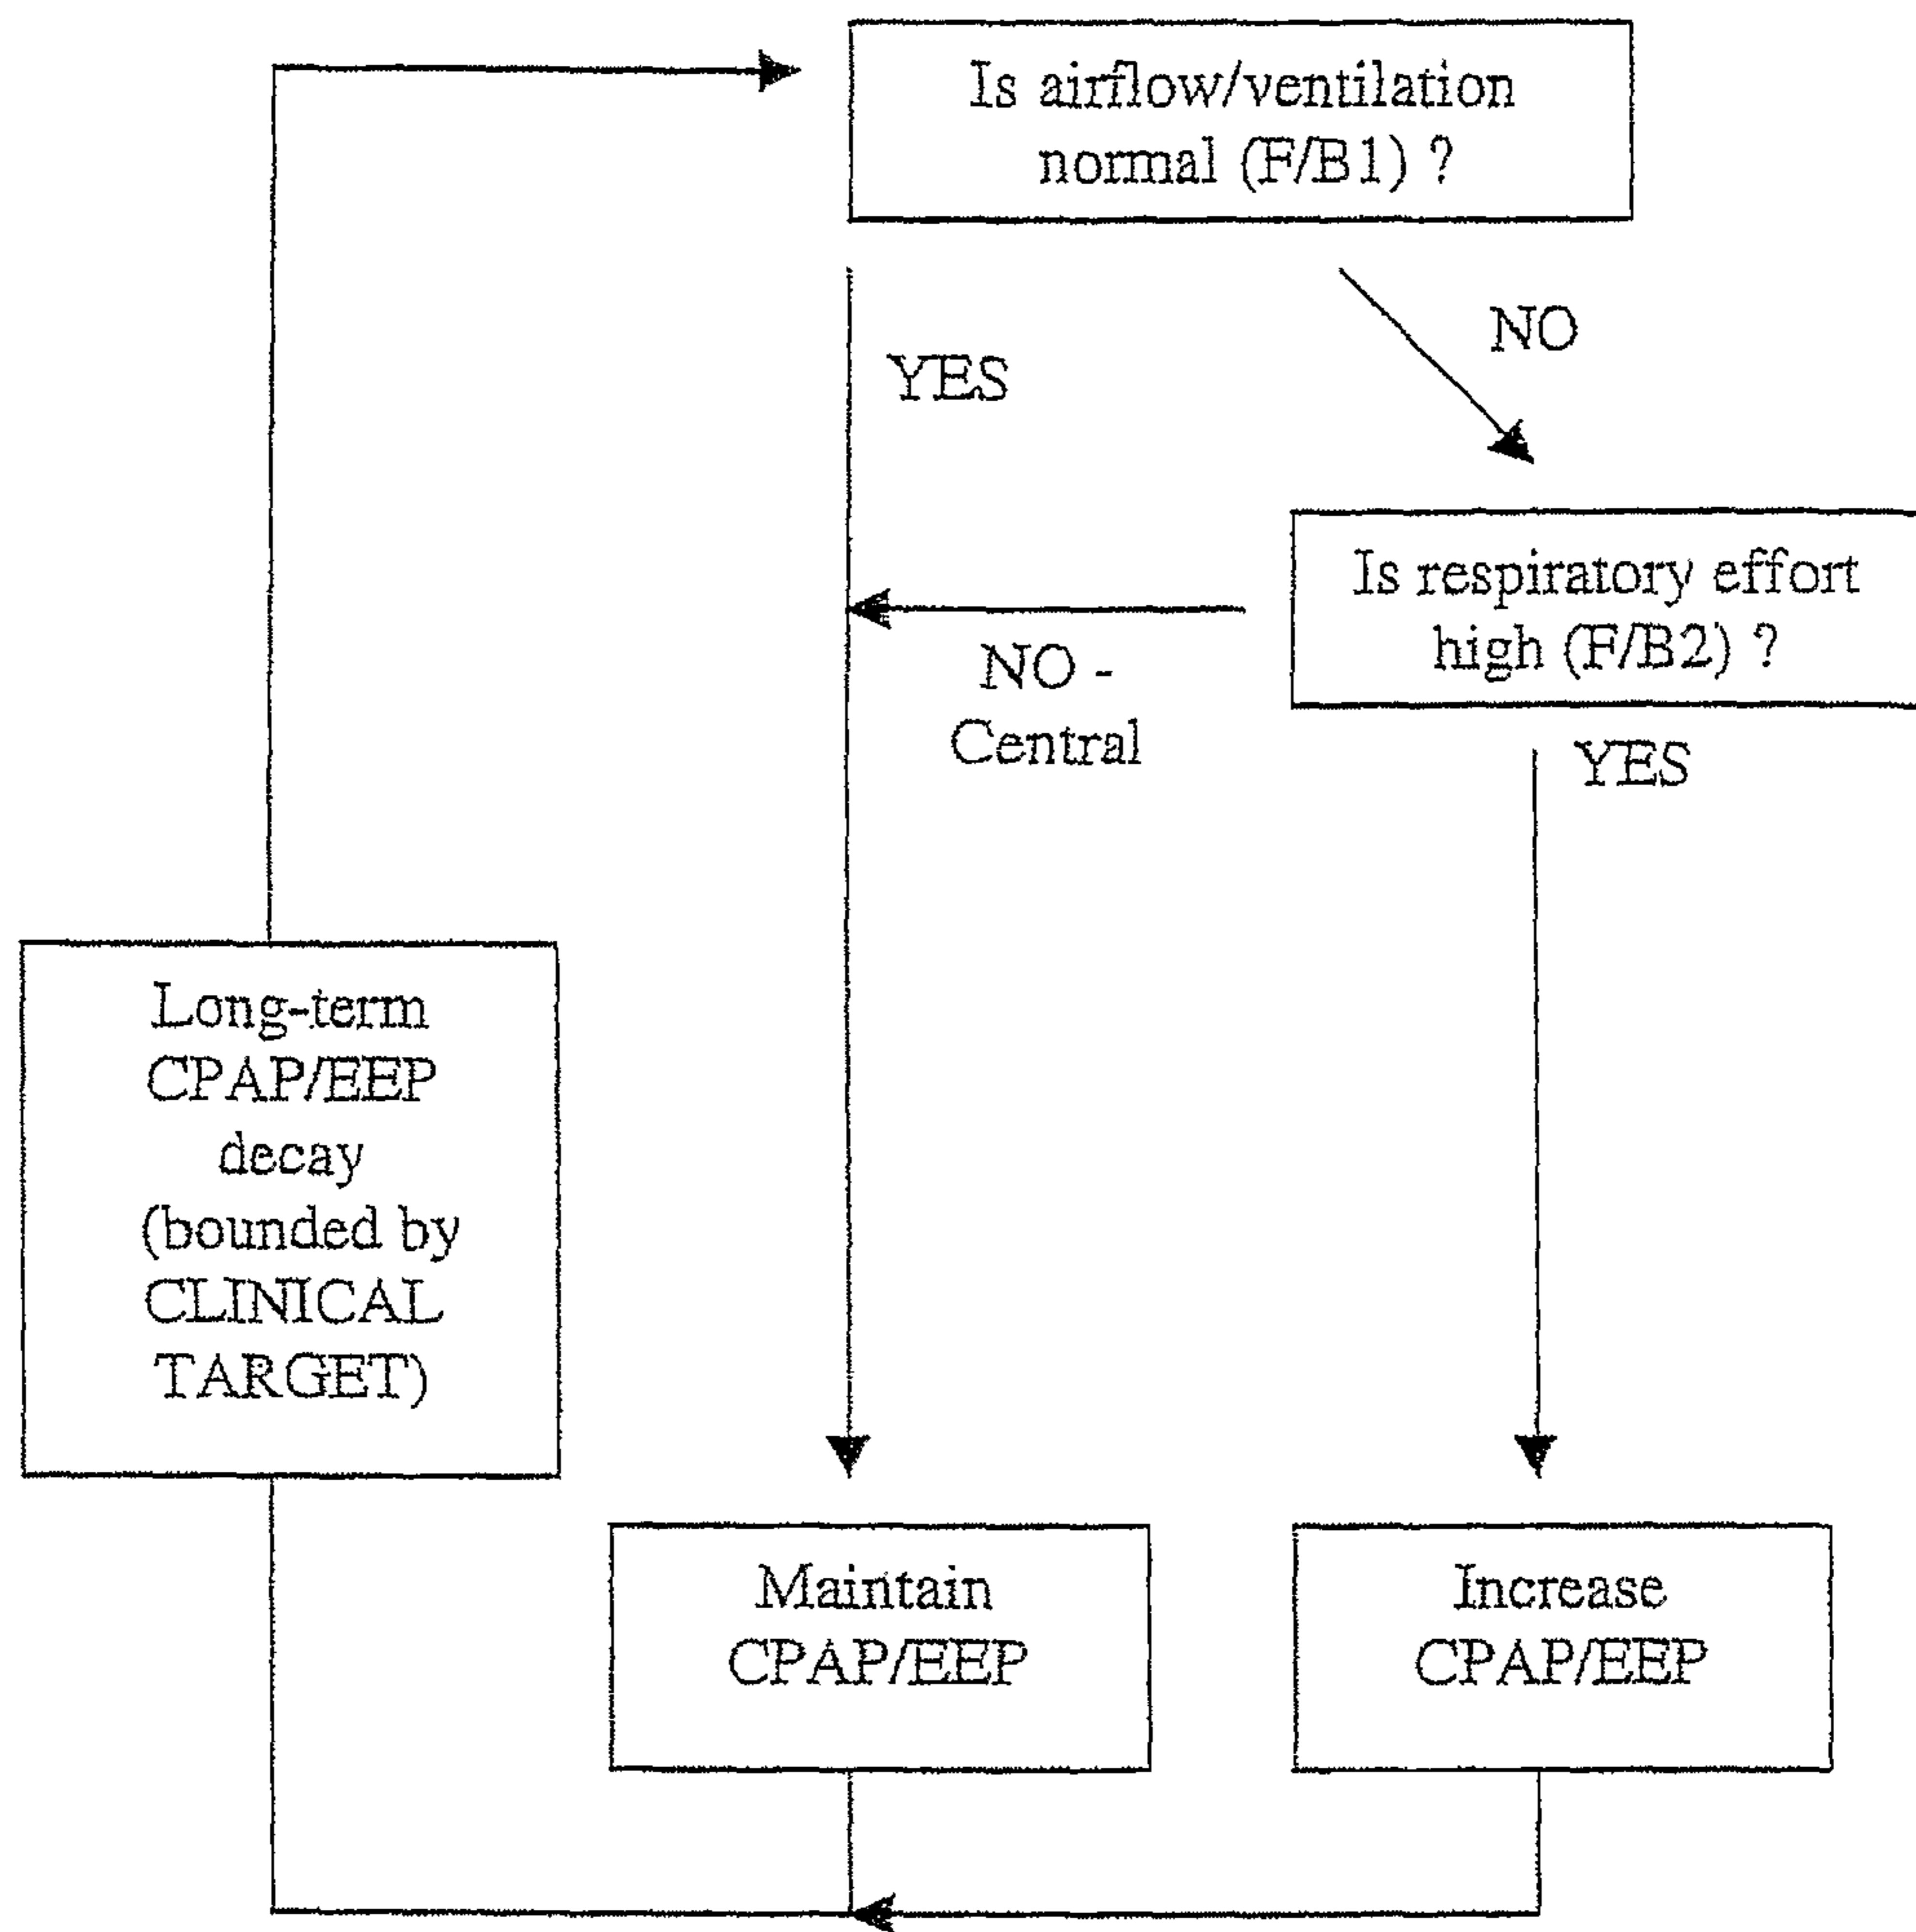 Is airflow/ventilation
normal (F/B1) ?
NO
YES
Is respiratory effort
high (F/B2) ?
NO -
Central
YES
Long-term
CPAP/EEP
decay
(bounded by
CLINICAL
TARGET)
Maintain
CPAP/EEP
Increase
CPAP/EEP